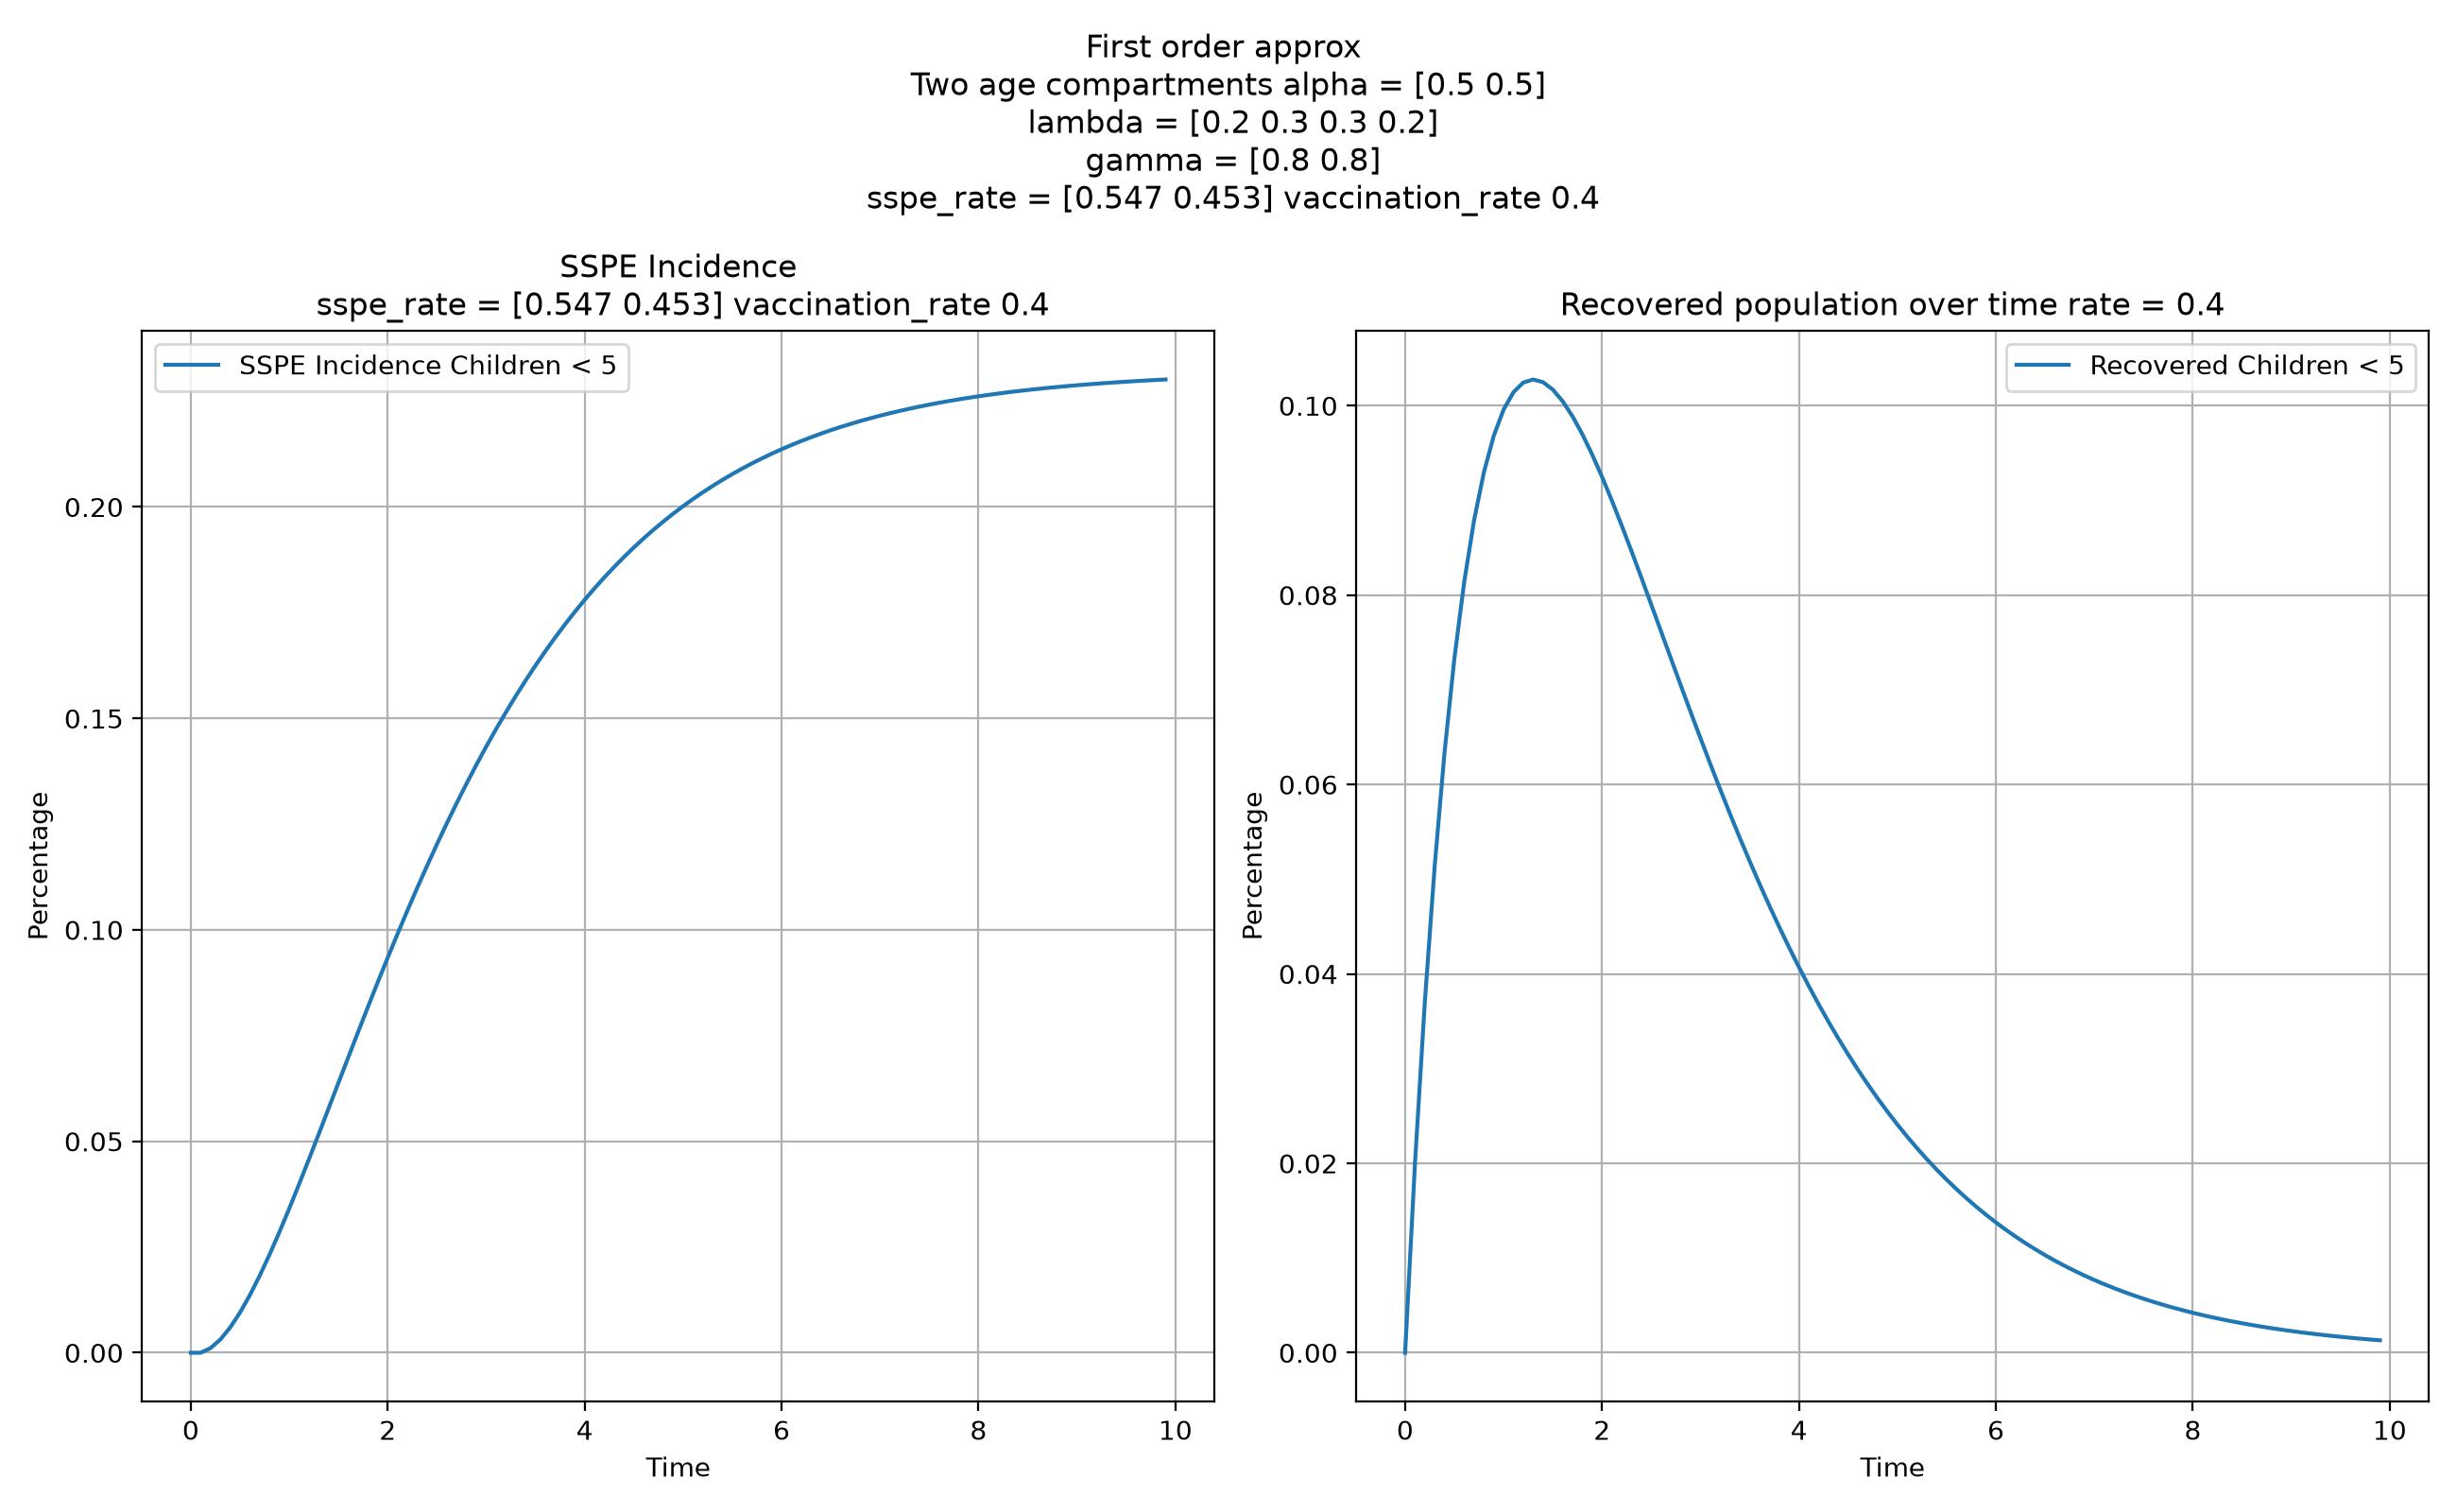 First order approx
Two age compartments alpha = [0.5 0.5]
lambda = [0.2 0.3 0.3 0.2]
gamma = [0.8 0.8]
sspe_rate = [0.547 0.453] vaccination_rate 0.4
SSPE Incidence
sspe_rate = [0.547 0.453] vaccination_rate 0.4
SSPE Incidence Children < 5
Percentage
0.20
0.15
0.10
0.05
0.00
0 2 4 6 8 10
Time
Recovered population over time rate = 0.4
Recovered Children < 5
Percentage
0.10
0.08
0.06
0.04
0.02
0.00
0 2 4 6 8 10
Time